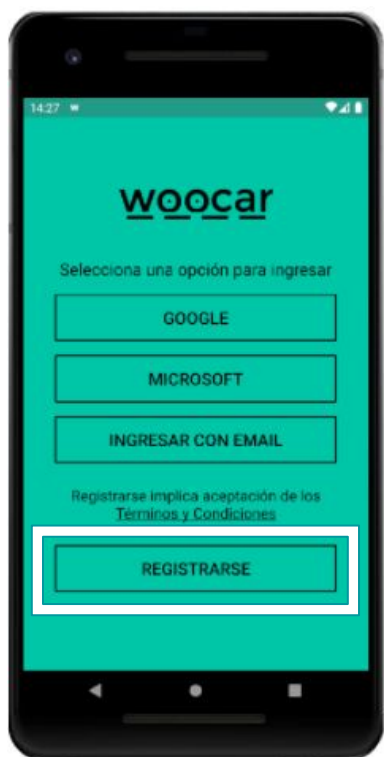 14:27 w
woocar
Selecciona una opción para ingresar
GOOGLE
MICROSOFT
INGRESAR CON EMAIL
Registrarse implica aceptación de los
Términos y Condiciones
REGISTRARSE